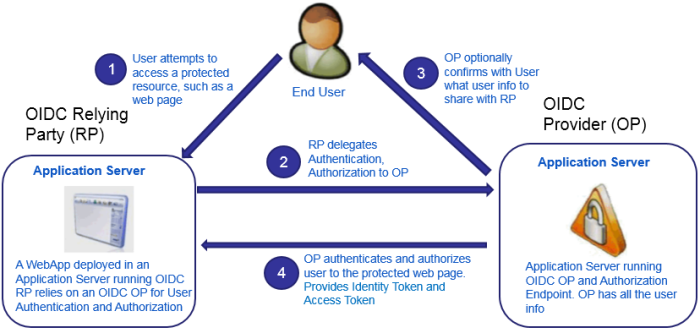 1
User attempts to
access a protected
resource, such as a
web page
End User
3
OP optionally
confirms with User
what user info to
share with RP
OIDC Relying
Party (RP)
OIDC
Provider (OP)
2
RP delegates
Authentication,
Authorization to OP
Application Server
A WebApp deployed in an
Application Server running OIDC
RP relies on an OIDC OP for User
Authentication and Authorization
4
OP authenticates and authorizes
user to the protected web page.
Provides Identity Token and
Access Token
Application Server
Application Server running
OIDC OP and Authorization
Endpoint. OP has all the user
info